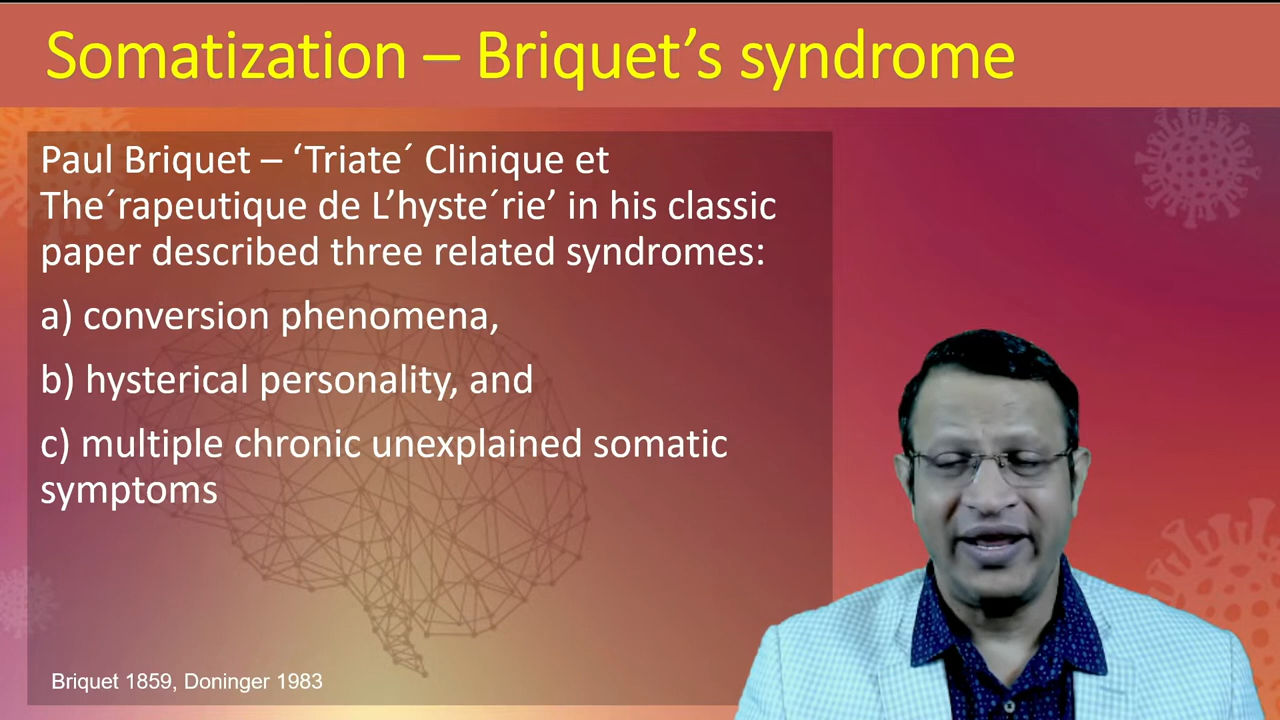 Somatization – Briquet’s syndrome
Paul Briquet – ‘Triate´ Clinique et
The´rapeutique de L’hyste´rie’ in his classic
paper described three related syndromes:
a) conversion phenomena,
b) hysterical personality, and
c) multiple chronic unexplained somatic
symptoms
Briquet 1859, Doninger 1983